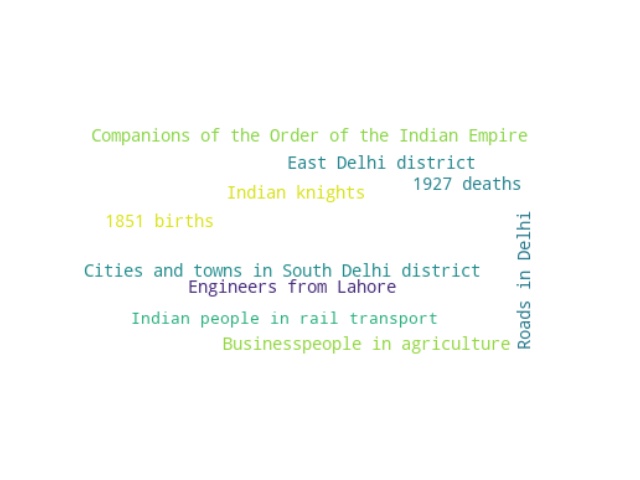 Companions of the Order of the Indian Empire
East Delhi district
1927 deaths
Indian knights
1851 births
Roads in Delhi
Cities and towns in South Delhi district
Engineers from Lahore
Indian people in rail transport
Businesspeople in agriculture